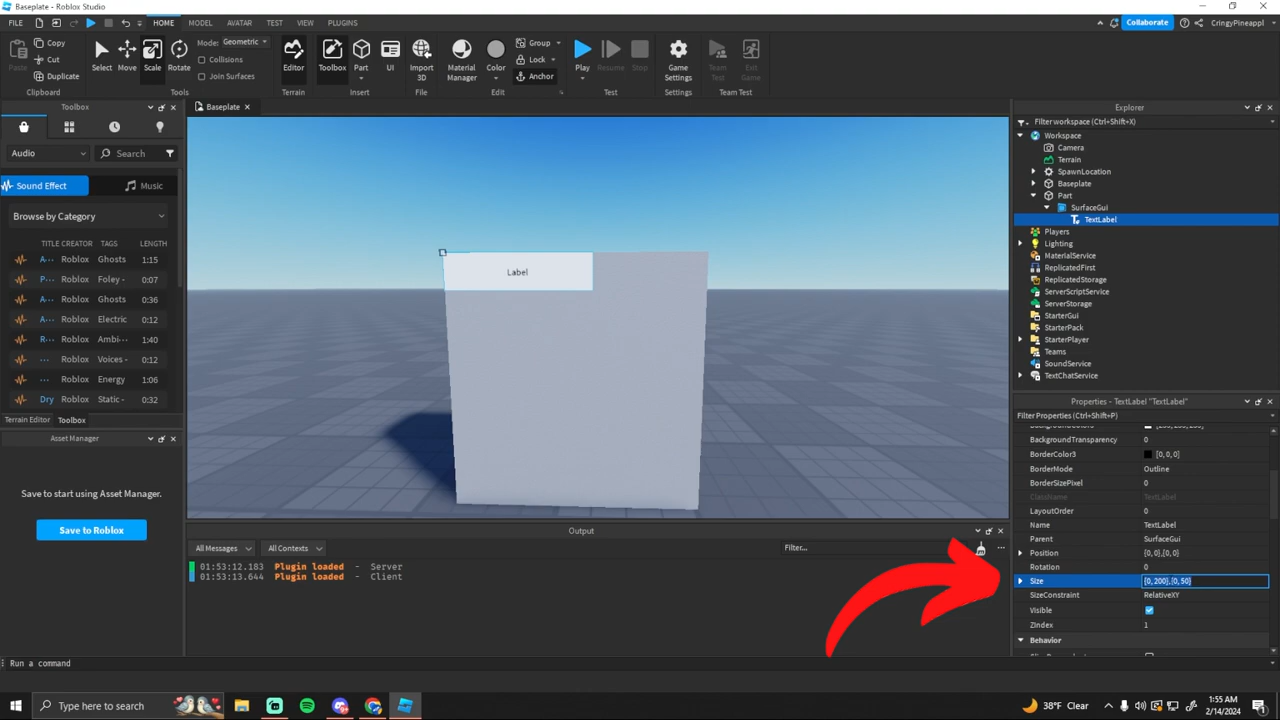 Baseplate - Roblox Studio
FILE HOME MODEL AVATAR TEST VIEW PLUGINS Collaborate CringyPineappl
Copy
Cut
Duplicate
Paste
Clipboard
Select Move Scale Rotate
Mode: Geometric
Collisions
Join Surfaces
Tools
Editor
Terrain
Toolbox Part UI
Insert
Import
3D
File
Material
Manager
Color
Group
Lock
Anchor
Edit
Play Resume Stop
Test
Game
Settings
Settings
Team
Test
Exit
Game
Team Test
Toolbox
Audio Search
Sound Effect Music
Browse by Category
TITLE CREATOR TAGS LENGTH
A... Roblox Ghosts 1:15
P... Roblox Foley - 0:07
A... Roblox Ghosts 0:36
A... Roblox Electric 0:12
R... Roblox Ambi... 1:40
... Roblox Voices - 0:12
... Roblox Energy 1:06
Dry Roblox Static - 0:32
Terrain Editor Toolbox
Asset Manager
Save to start using Asset Manager.
Save to Roblox
Baseplate
Label
Output
All Messages All Contexts Filter...
01:53:12.183 Plugin loaded - Server
01:53:13.644 Plugin loaded - Client
Run a command
Explorer
Filter workspace (Ctrl+Shift+X)
Workspace
Camera
Terrain
SpawnLocation
Baseplate
Part
SurfaceGui
TextLabel
Players
Lighting
MaterialService
ReplicatedFirst
ReplicatedStorage
ServerScriptService
ServerStorage
StarterGui
StarterPack
StarterPlayer
Teams
SoundService
TextChatService
Properties - TextLabel "TextLabel"
Filter Properties (Ctrl+Shift+P)
BackgroundTransparency 0
BorderColor3 [0, 0, 0]
BorderMode Outline
BorderSizePixel 0
ClassName TextLabel
LayoutOrder 0
Name TextLabel
Parent SurfaceGui
Position {0, 0},{0, 0}
Rotation 0
Size {0, 200},{0, 50}
SizeConstraint RelativeXY
Visible
ZIndex 1
Behavior
Type here to search
38°F Clear
1:55 AM
2/14/2024